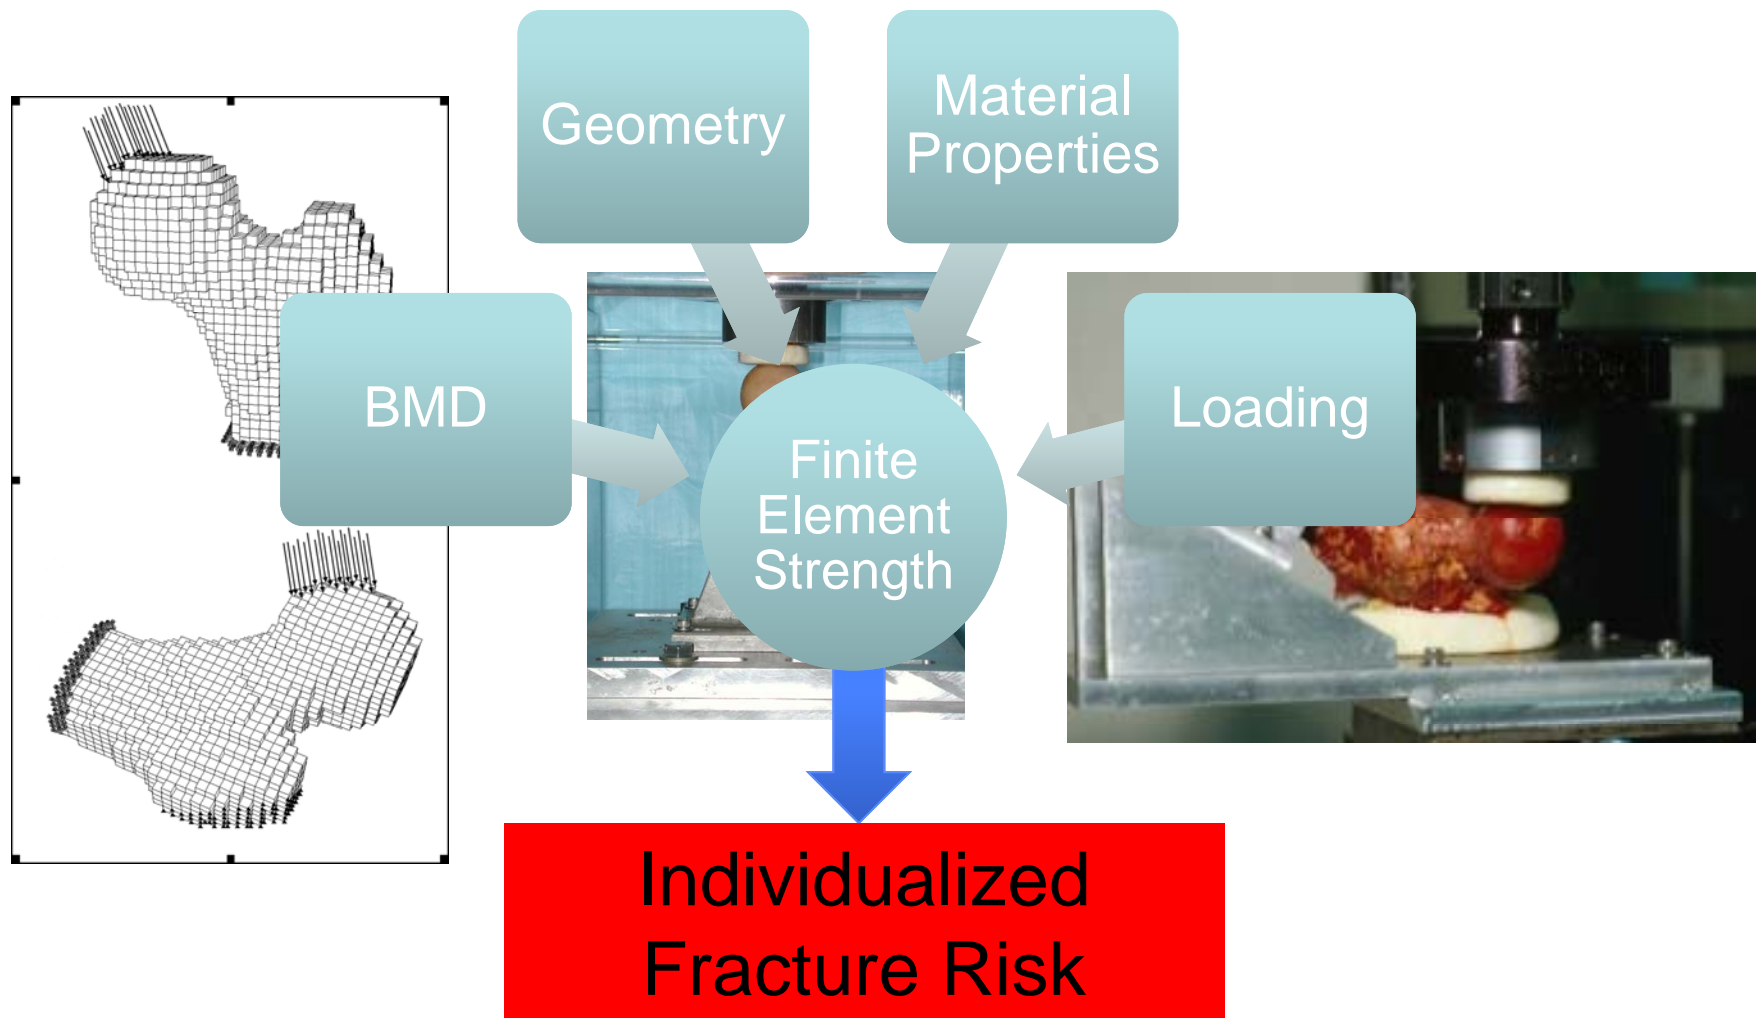 Geometry
Material
Properties
BMD
Loading
Finite
Element
Strength
Individualized
Fracture Risk